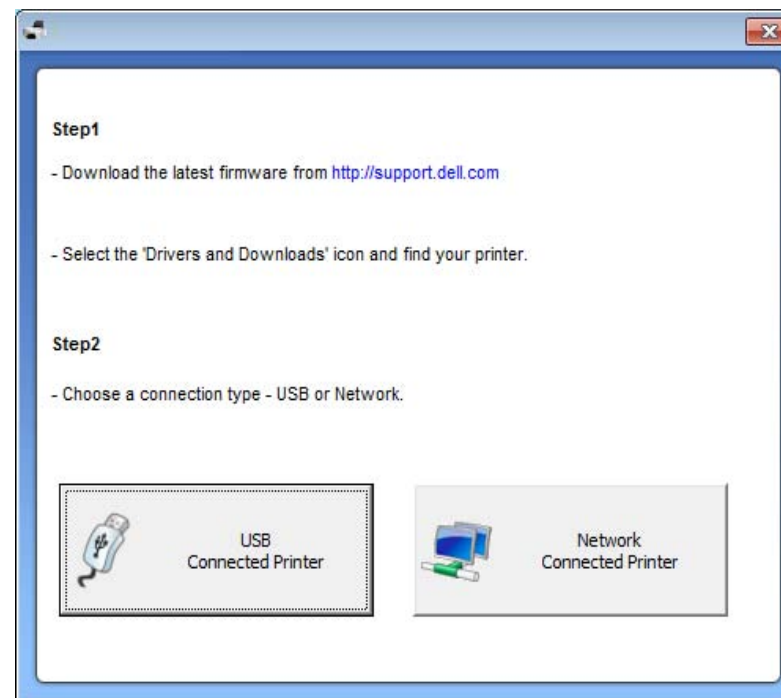 Step1
- Download the latest firmware from http://support.dell.com
- Select the 'Drivers and Downloads' icon and find your printer.
Step2
- Choose a connection type - USB or Network.
USB
Connected Printer
Network
Connected Printer